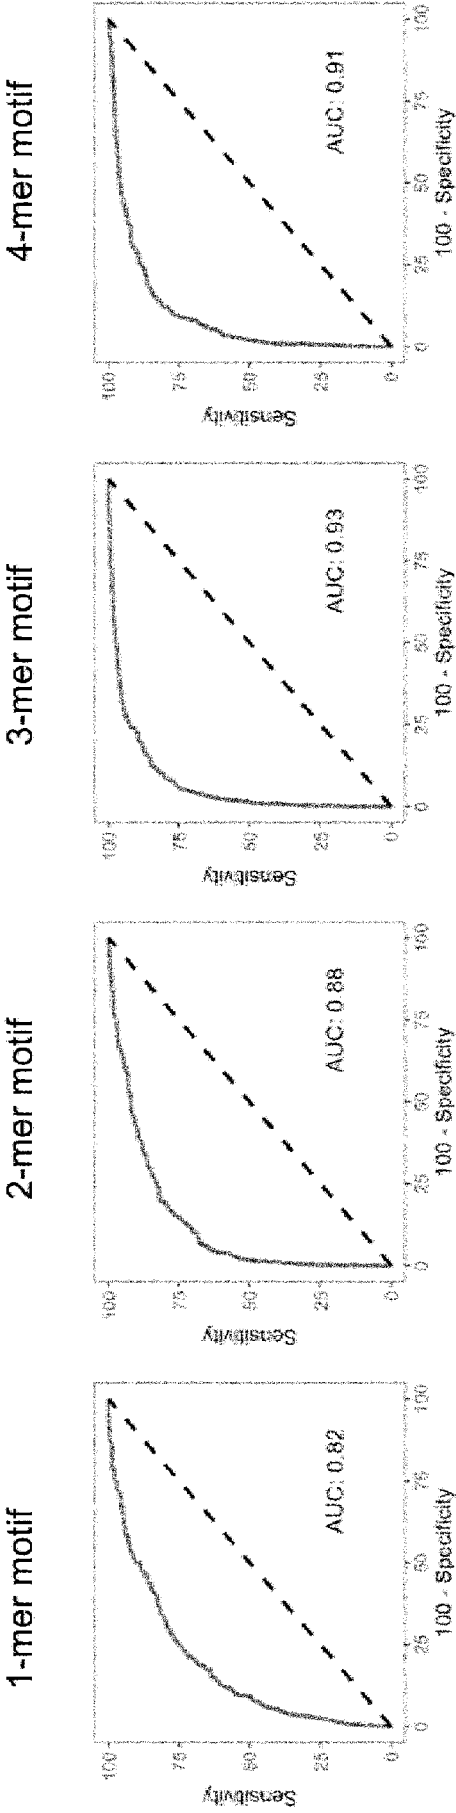 1-mer motif
100
75
50
25
0
Sensitivity
AUC: 0.82
0
25
50
75
100
100 - Specificity
2-mer motif
100
75
50
25
0
Sensitivity
AUC: 0.88
0
25
50
75
100
100 - Specificity
3-mer motif
100
75
50
25
0
Sensitivity
AUC: 0.93
0
25
50
75
100
100 - Specificity
4-mer motif
100
75
50
25
0
Sensitivity
AUC: 0.91
0
25
50
75
100
100 - Specificity